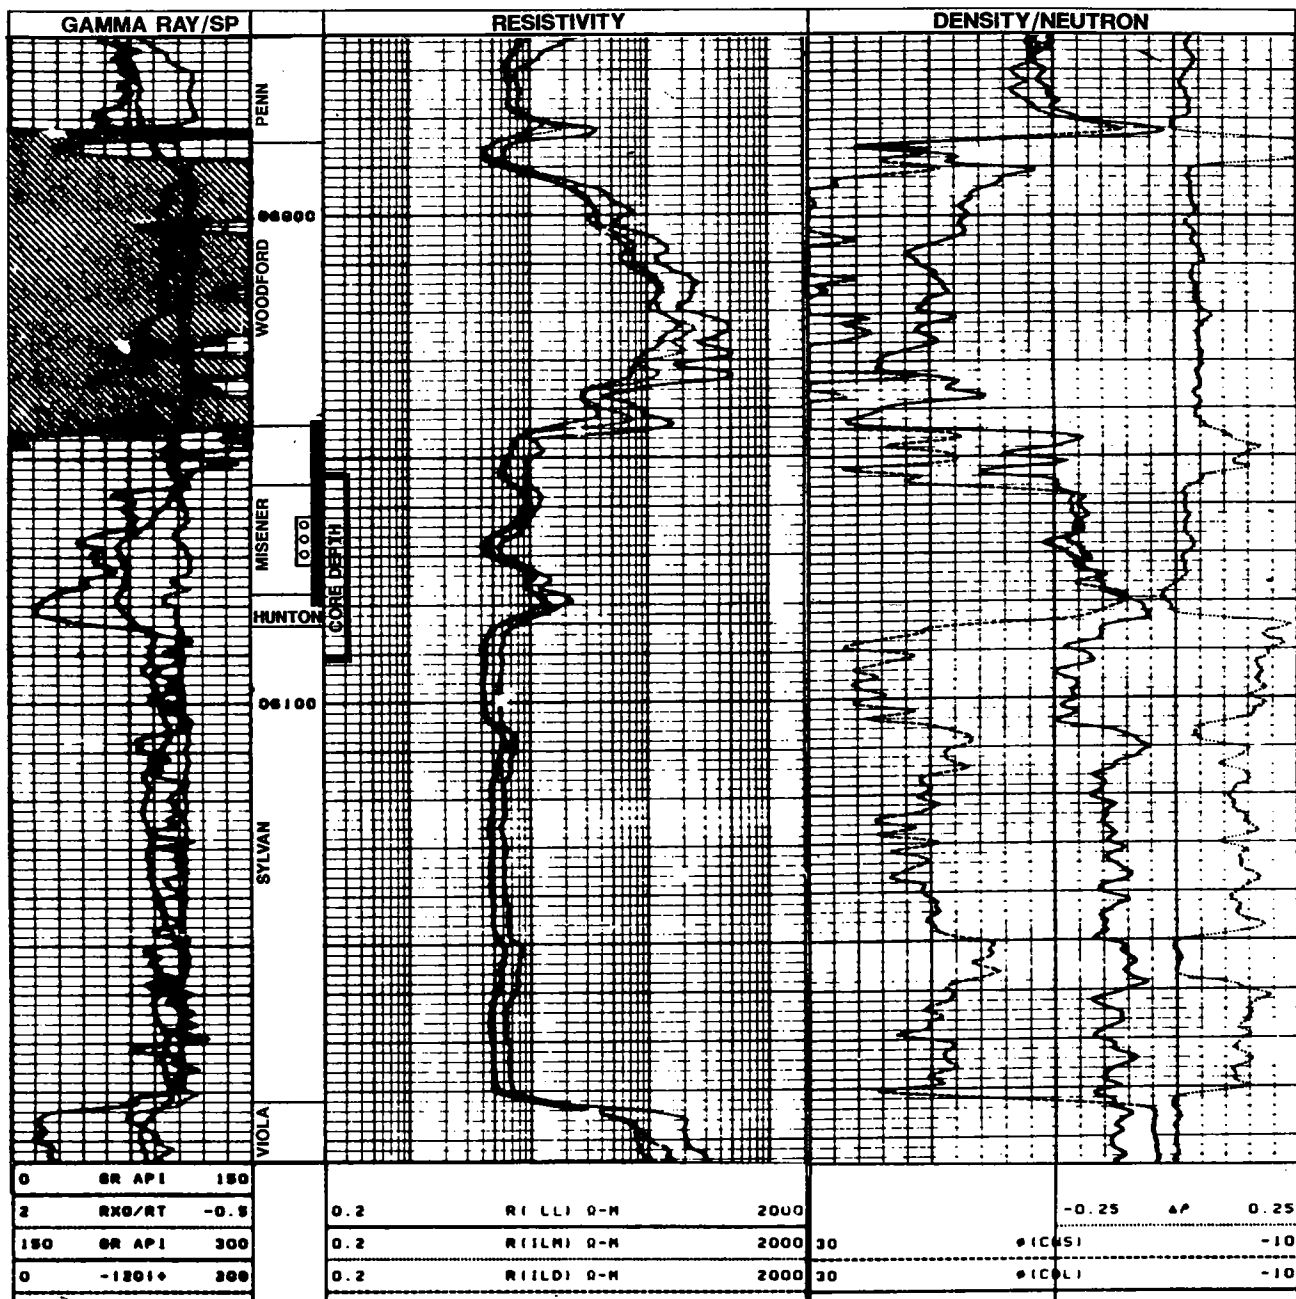 GAMMA RAY/SP RESISTIVITY DENSITY/NEUTRON
PENN
06000
WOODFORD
MISENER
CORE DEPTH
HUNTON
06100
SYLVAN
VIOLA
0 GR API 150
2 RXO/RT -0.5 0.2 R( LL) Ω-M 2000 -0.25 Δρ 0.25
150 GR API 300 0.2 R(ILM) Ω-M 2000 30 φ(CNS) -10
0 200 0.2 R(ILD) Ω-M 2000 30 φ(CDL) -10